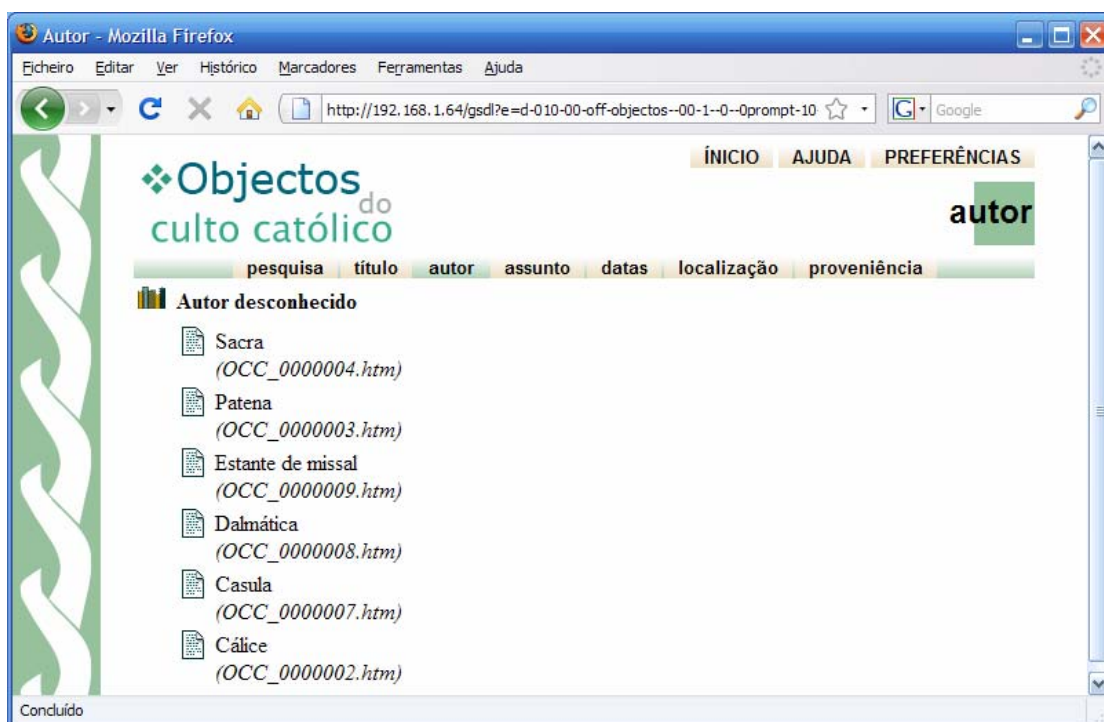 Autor - Mozilla Firefox
Ficheiro Editar Ver Histórico Marcadores Ferramentas Ajuda
http://192.168.1.64/gsdl?e=d-010-00-off-objectos--00-1--0--0prompt-10 G Google
ÍNICIO AJUDA PREFERÊNCIAS
Objectos
do
culto católico
autor
pesquisa título autor assunto datas localização proveniência
Autor desconhecido
Sacra
(OCC_0000004.htm)
Patena
(OCC_0000003.htm)
Estante de missal
(OCC_0000009.htm)
Dalmática
(OCC_0000008.htm)
Casula
(OCC_0000007.htm)
Cálice
(OCC_0000002.htm)
Concluído